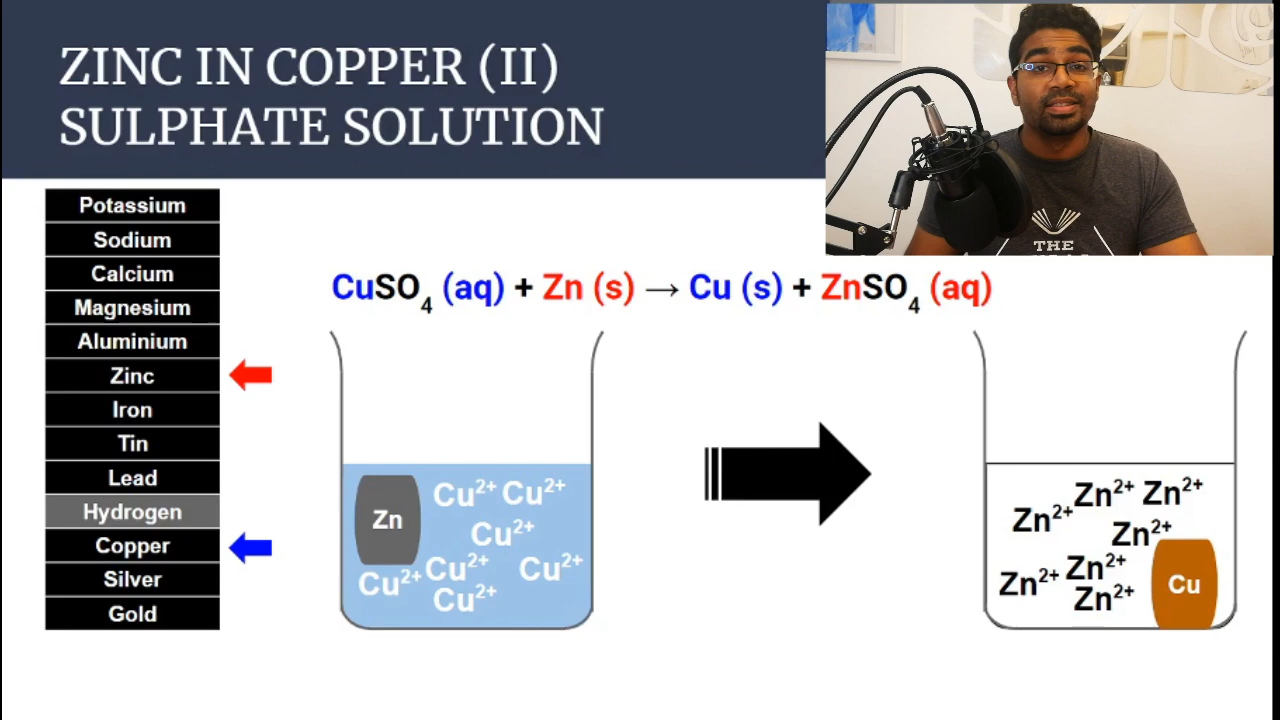 ZINC IN COPPER (II)
SULPHATE SOLUTION
THE
Potassium
Sodium
Calcium
Magnesium
Aluminium
Zinc
Iron
Tin
Lead
Hydrogen
Copper
Silver
Gold
CuSO₄ (aq) + Zn (s) → Cu (s) + ZnSO₄ (aq)
Zn
Cu²⁺ Cu²⁺
Cu²⁺
Cu²⁺ Cu²⁺ Cu²⁺
Cu²⁺
Zn²⁺ Zn²⁺ Zn²⁺
Zn²⁺
Zn²⁺ Zn²⁺
Zn²⁺
Cu